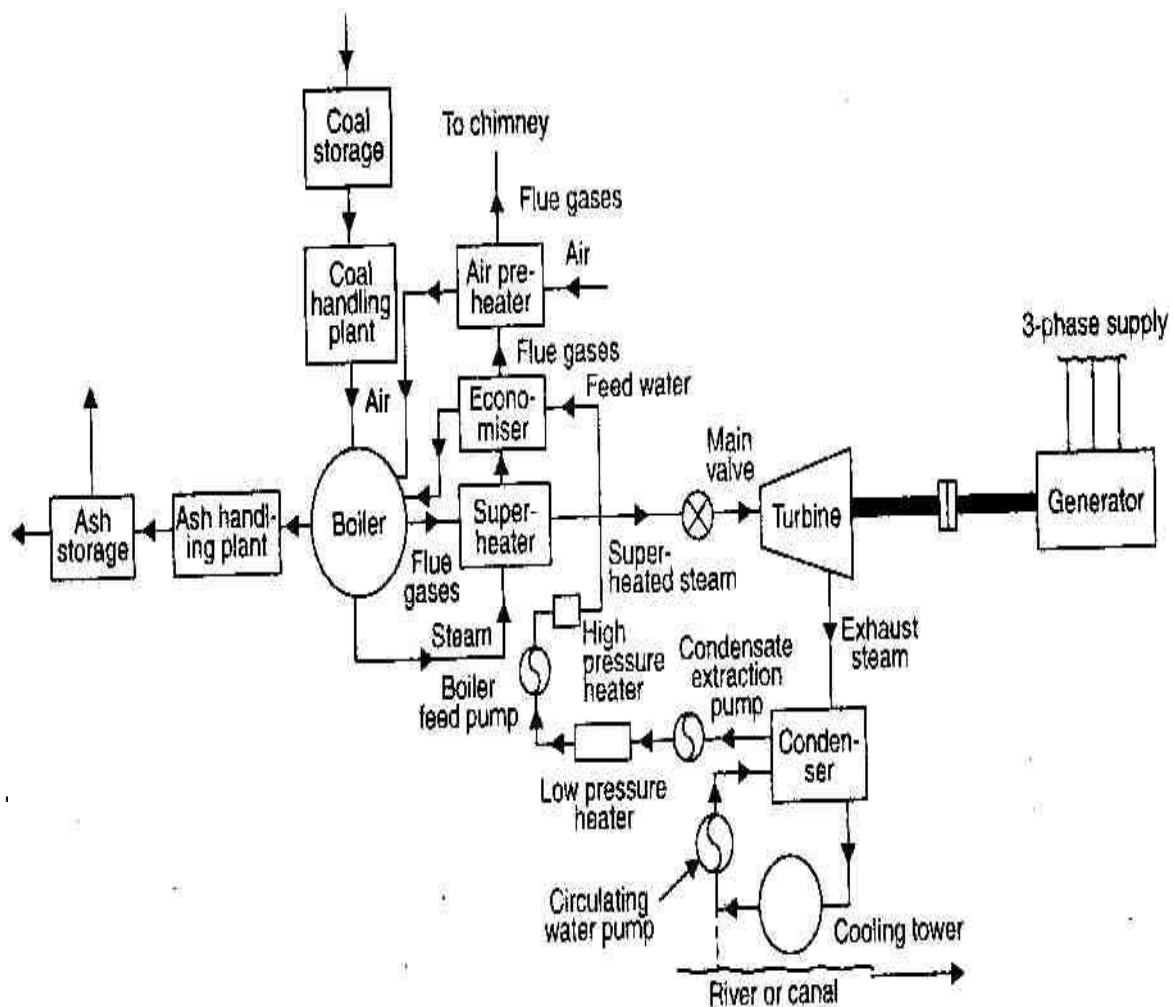 Coal
storage
To chimney
Flue gases
Coal
handling
plant
Air pre-
heater
Air
3-phase supply
Flue gases
Air
Econo-
miser
Feed water
Main
valve
Ash
storage
Ash handl-
ing plant
Boiler
Super-
heater
Turbine
Generator
Flue
gases
Super-
heated steam
Steam
High
pressure
heater
Exhaust
steam
Boiler
feed pump
Condensate
extraction
pump
Conden-
ser
Low pressure
heater
Circulating
water pump
Cooling tower
River or canal